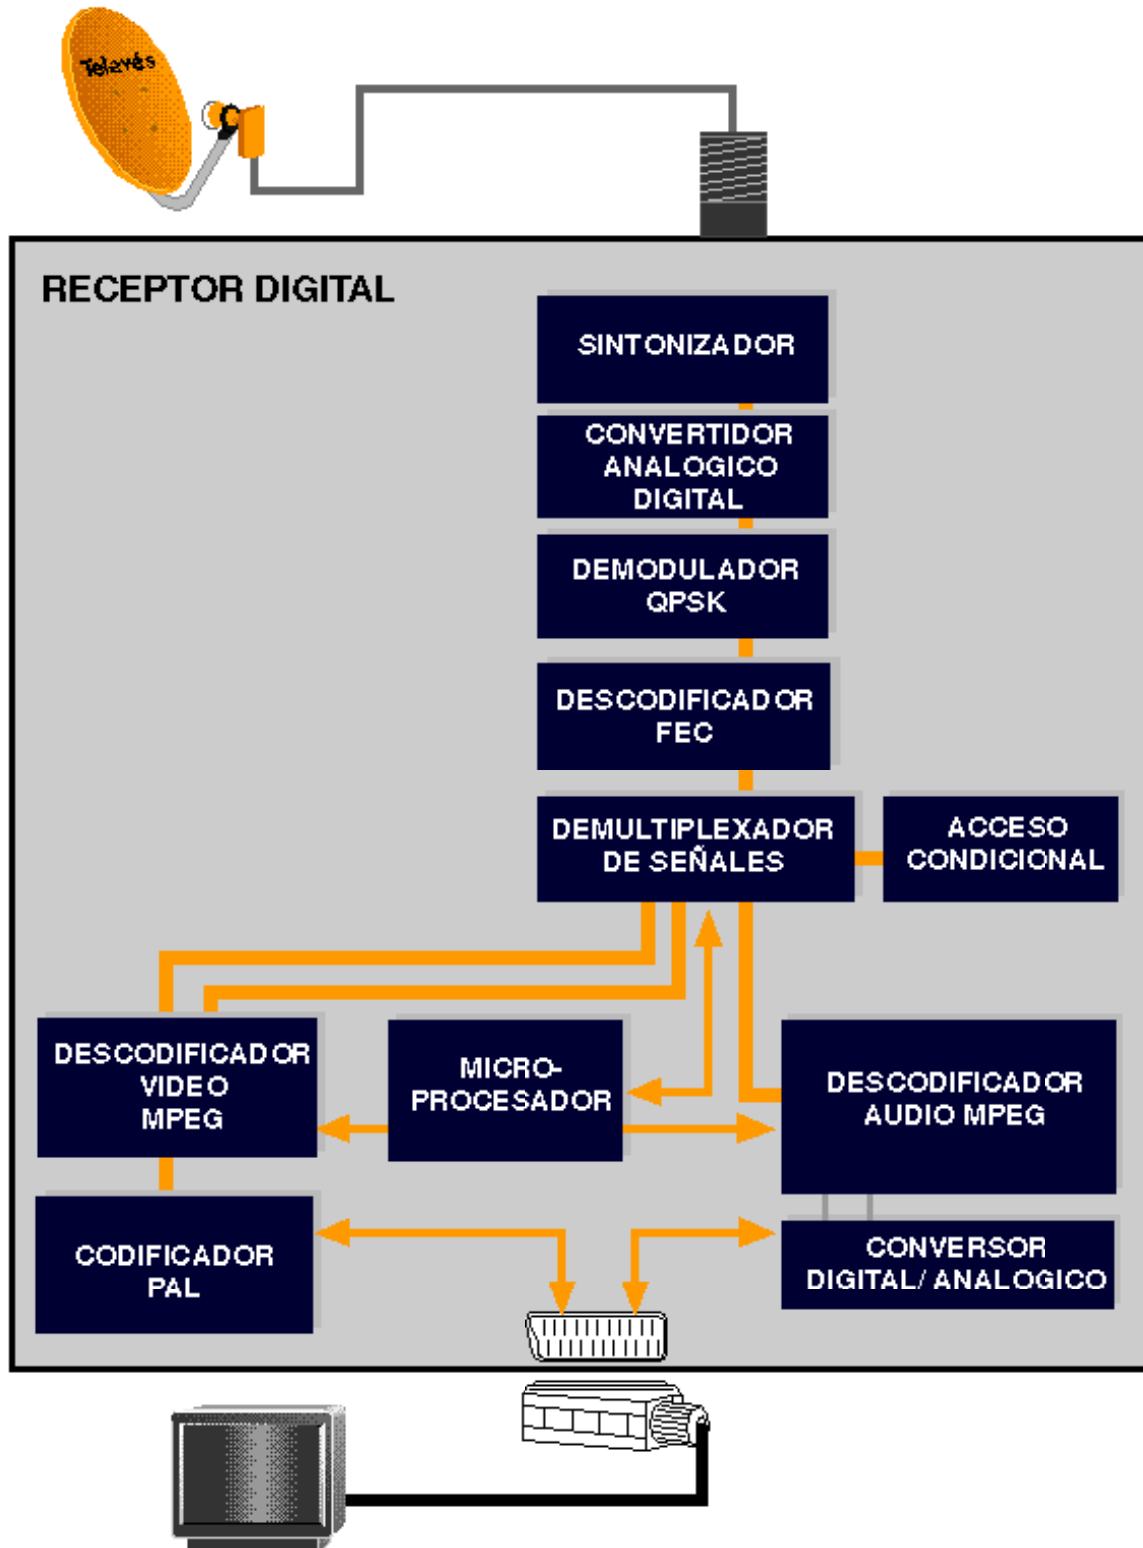 Televés
RECEPTOR DIGITAL
SINTONIZADOR
CONVERTIDOR
ANALOGICO
DIGITAL
DEMODULADOR
QPSK
DESCODIFICADOR
FEC
DEMULTIPLEXADOR
DE SEÑALES
ACCESO
CONDICIONAL
DESCODIFICADOR
VIDEO
MPEG
MICRO-
PROCESADOR
DESCODIFICADOR
AUDIO MPEG
CODIFICADOR
PAL
CONVERSOR
DIGITAL/ ANALOGICO